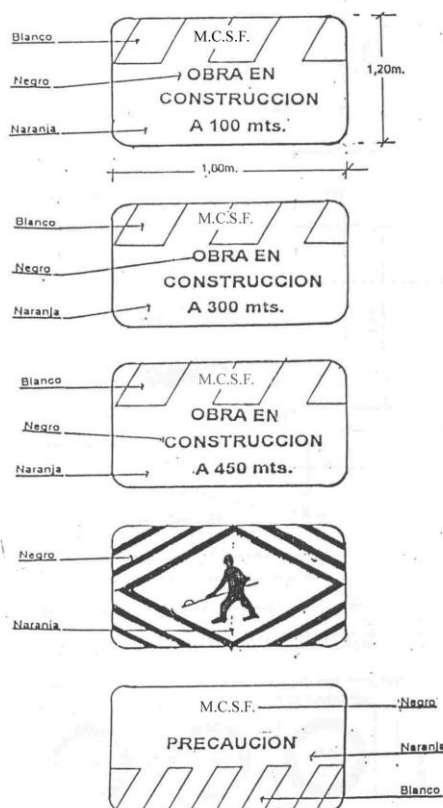 Blanco
M.C.S.F.
Negro
OBRA EN
CONSTRUCCION
Naranja
A 100 mts.
1,20m.
1,80m.
Blanco
M.C.S.F.
Negro
OBRA EN
CONSTRUCCION
Naranja
A 300 mts.
Blanco
M.C.S.F.
OBRA EN
Negro
CONSTRUCCION
Naranja
A 450 mts.
Negro
Naranja
M.C.S.F.
Negro
PRECAUCION
Naranja
Blanco